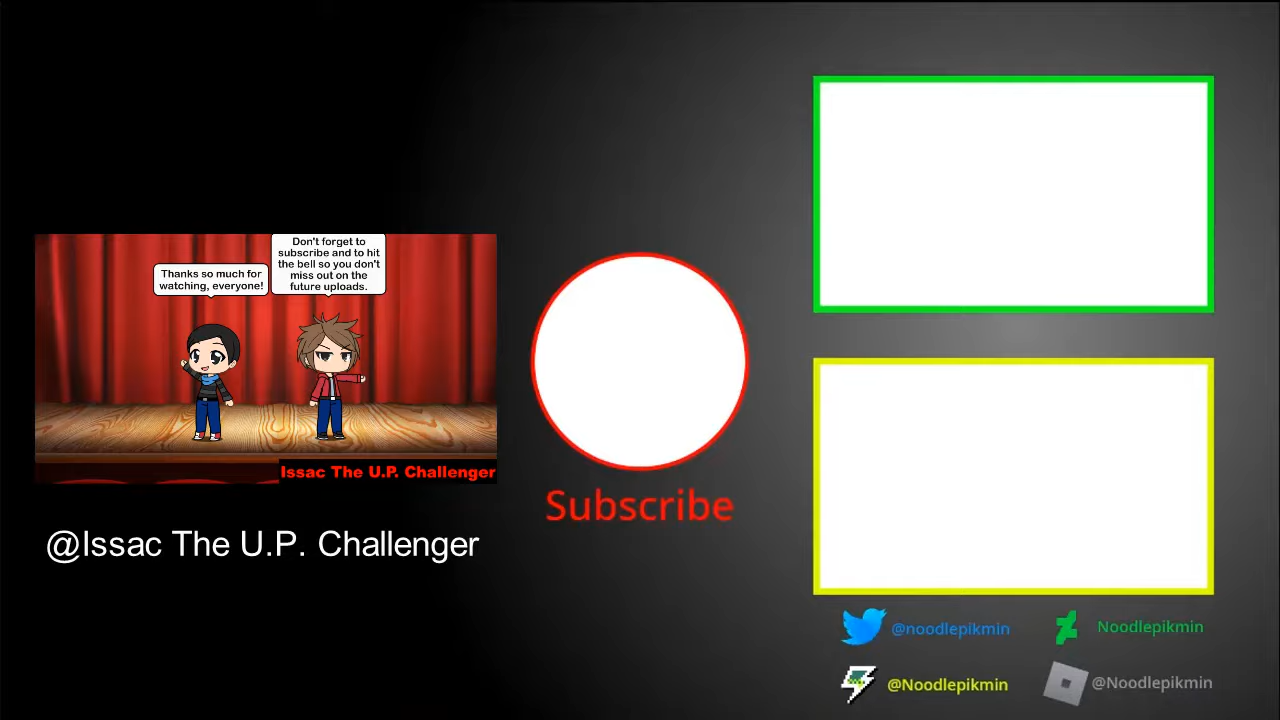 Thanks so much for
watching, everyone!
Don't forget to
subscribe and to hit
the bell so you don't
miss out on the
future uploads.
Issac The U.P. Challenger
@Issac The U.P. Challenger
Subscribe
@noodlepikmin
Noodlepikmin
@Noodlepikmin
@Noodlepikmin